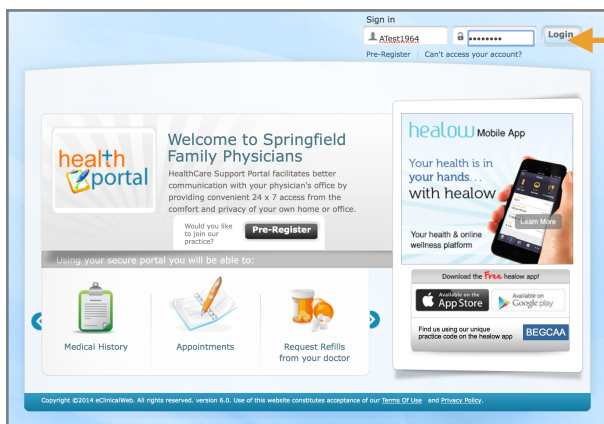 Sign in
ATest1964
Login
Pre-Register | Can't access your account?
health
portal
Welcome to Springfield
Family Physicians
HealthCare Support Portal facilitates better
communication with your physician's office by
providing convenient 24 x 7 access from the
comfort and privacy of your own home or office.
Would you like
to join our
practice?
Pre-Register
Using your secure portal you will be able to:
Medical History
Appointments
Request Refills
from your doctor
healow Mobile App
Your health is in
your hands...
with healow
Learn More
Your health & online
wellness platform
Download the Free healow app!
Available on the
App Store
Available on
Google play
Find us using our unique
practice code on the healow app
BEGCAA
Copyright ©2014 eClinicalWeb. All rights reserved. version 6.0. Use of this website constitutes acceptance of our Terms Of Use and Privacy Policy.